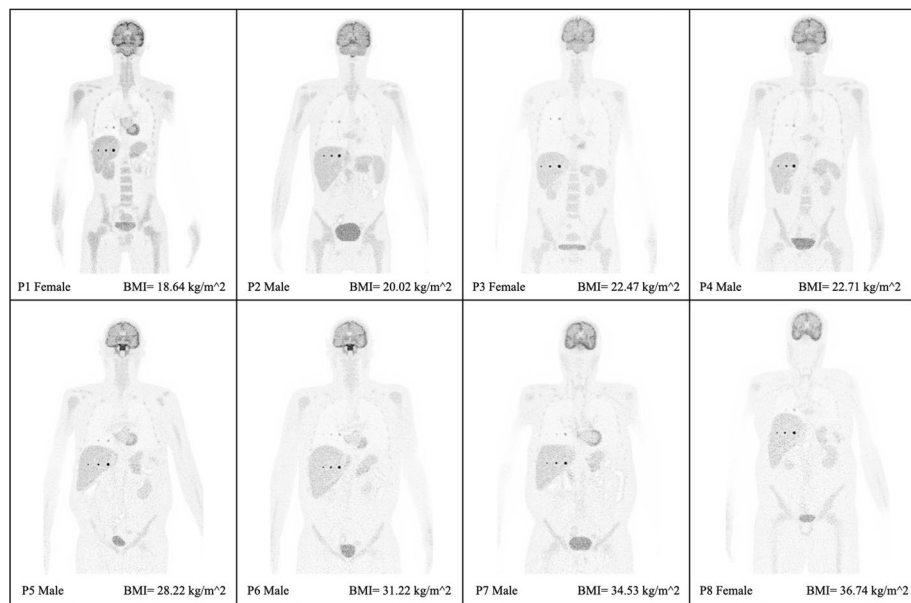 P1 Female BMI= 18.64 kg/m^2
P2 Male BMI= 20.02 kg/m^2
P3 Female BMI= 22.47 kg/m^2
P4 Male BMI= 22.71 kg/m^2
P5 Male BMI= 28.22 kg/m^2
P6 Male BMI= 31.22 kg/m^2
P7 Male BMI= 34.53 kg/m^2
P8 Female BMI= 36.74 kg/m^2